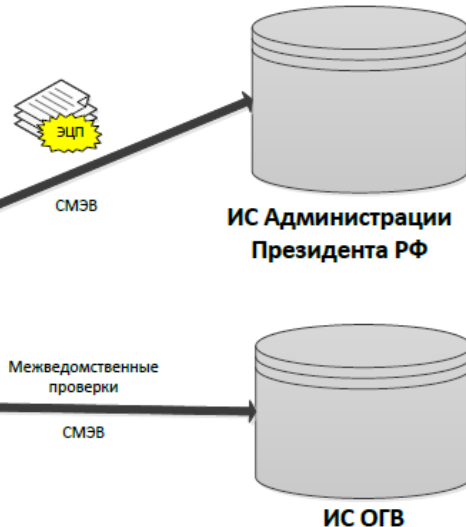 ЭЦП
СМЭВ
ИС Администрации
Президента РФ
Межведомственные
проверки
СМЭВ
ИС ОГВ